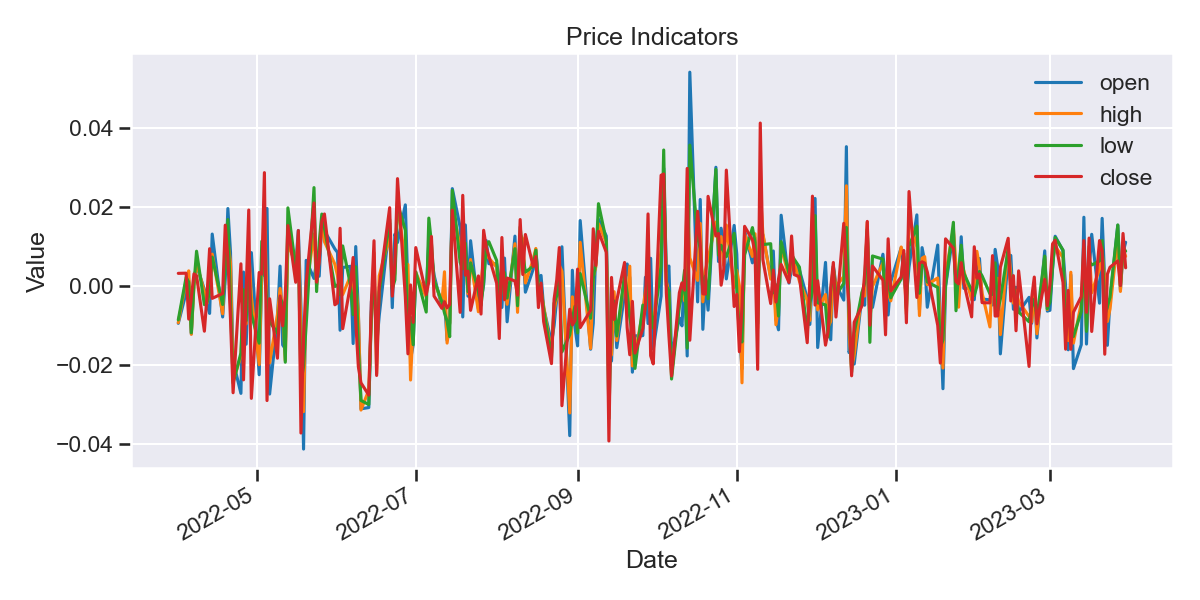 Price Indicators
open
high
low
close
0.04
0.02
0.00
−0.02
−0.04
Value
2022-05
2022-07
2022-09
2022-11
2023-01
2023-03
Date